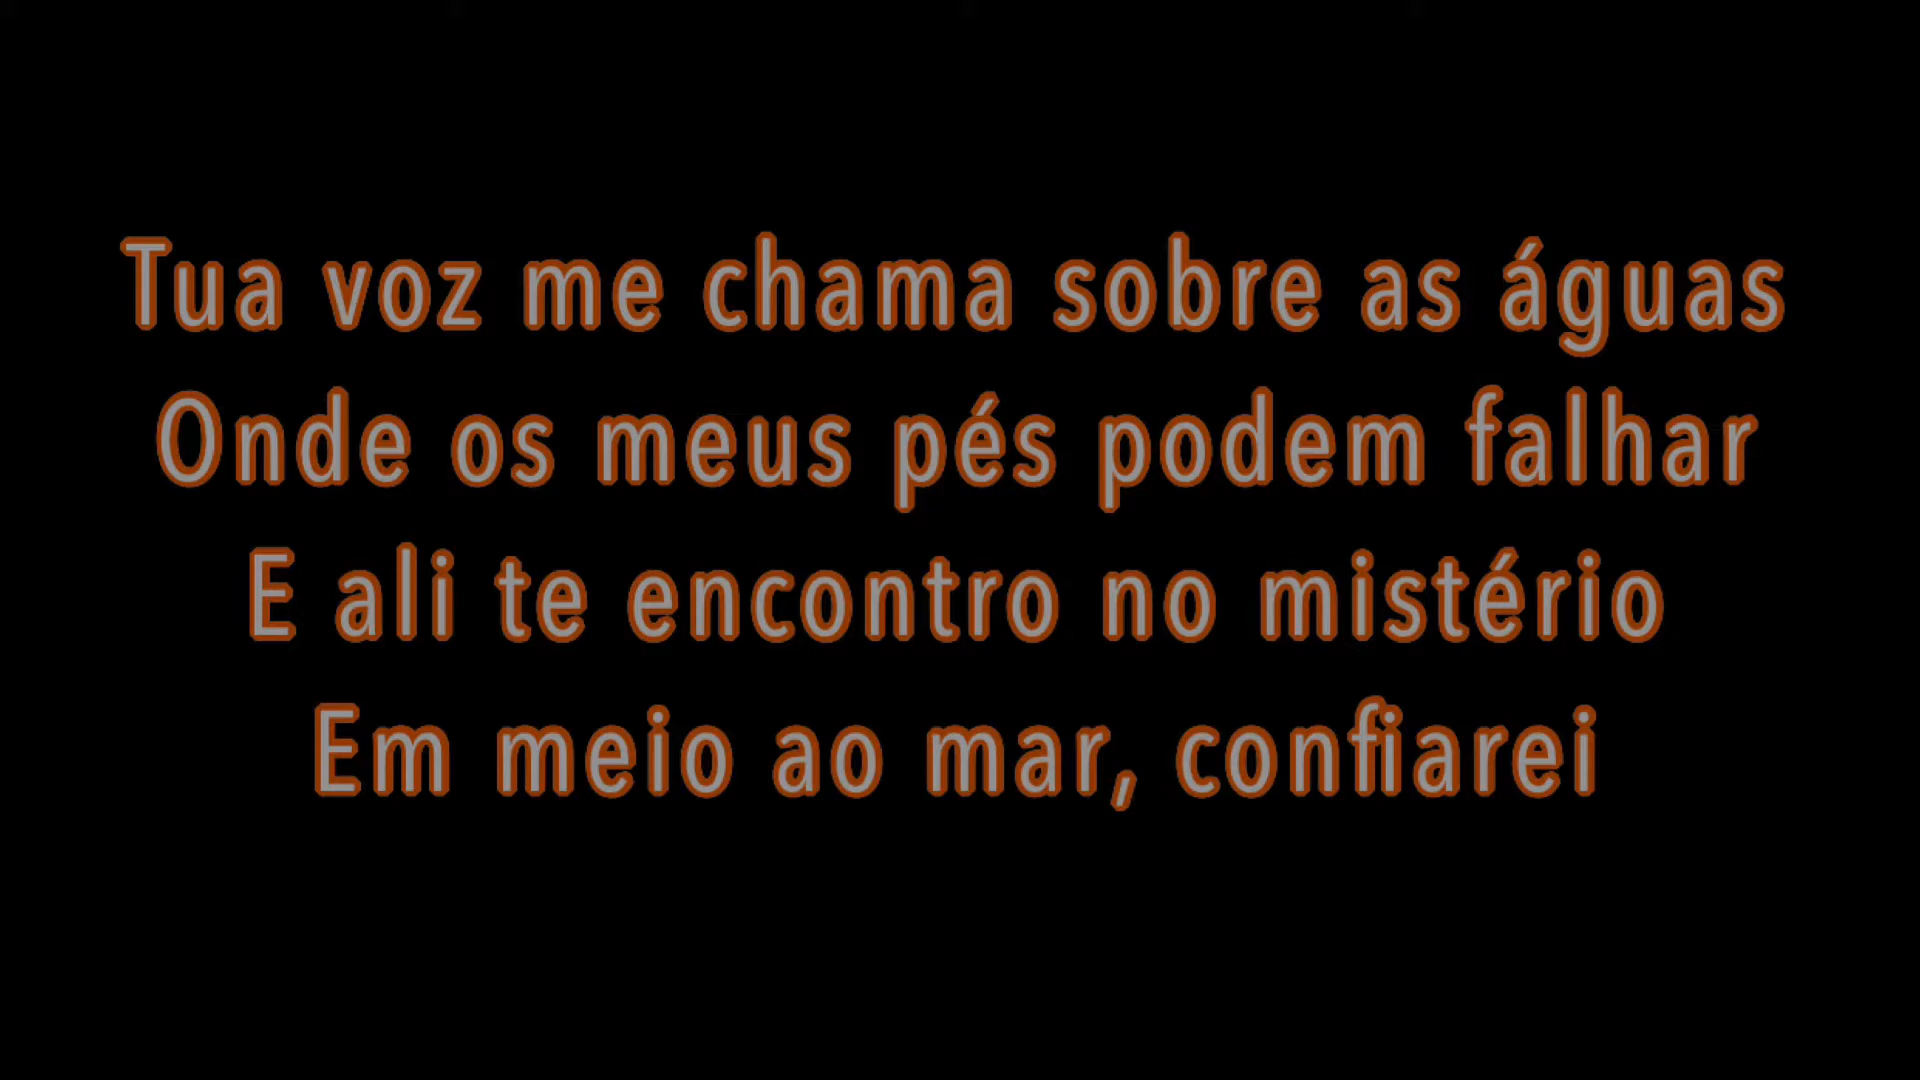 Tua voz me chama sobre as águas
Onde os meus pés podem falhar
E ali te encontro no mistério
Em meio ao mar, confiarei